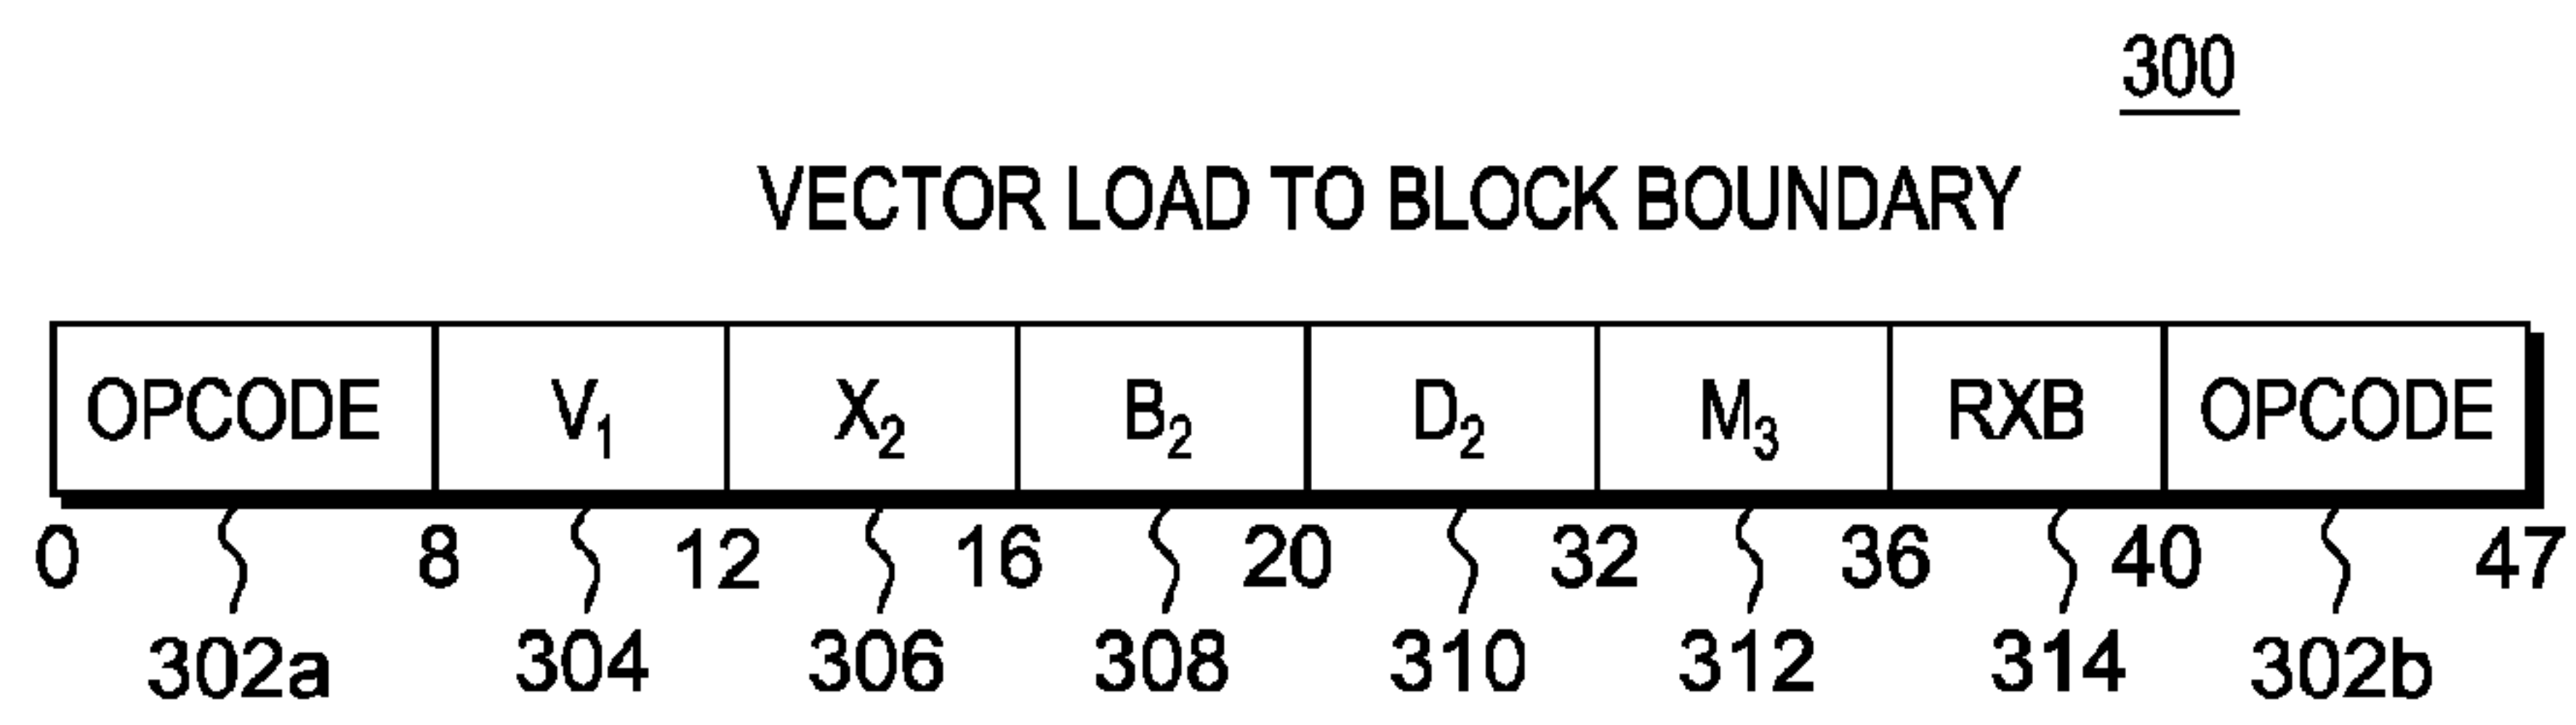 300
VECTOR LOAD TO BLOCK BOUNDARY
OPCODE V₁ X₂ B₂ D₂ M₃ RXB OPCODE
0 8 12 16 20 32 36 40 47
302a 304 306 308 310 312 314 302b